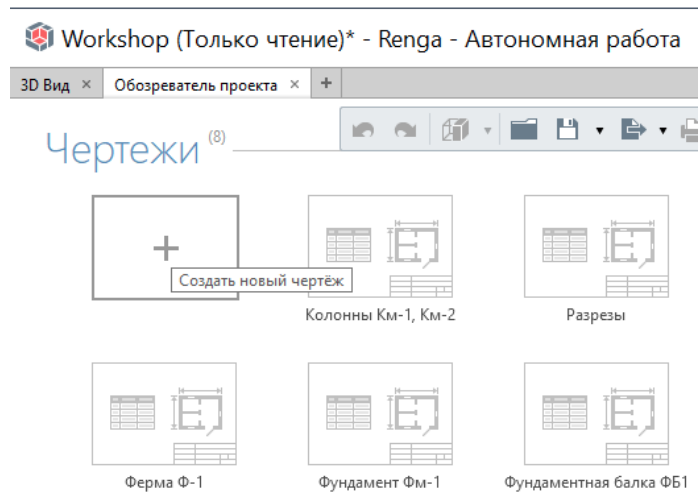 Workshop (Только чтение)* - Renga - Автономная работа
3D Вид × Обозреватель проекта × +
Чертежи (8)
Создать новый чертёж
Колонны Км-1, Км-2 Разрезы
Ферма Ф-1 Фундамент Фм-1 Фундаментная балка ФБ1